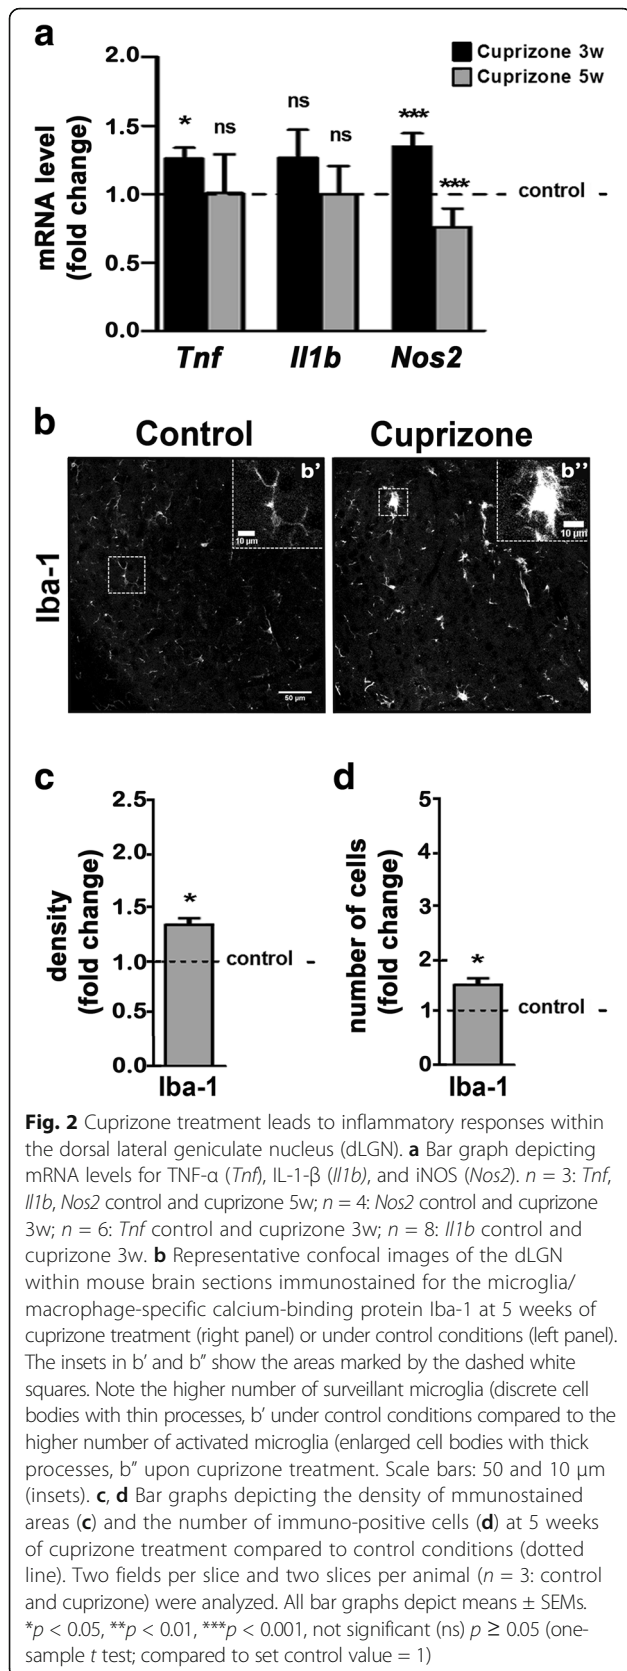 a
2.0
1.5
1.0
0.5
0.0
mRNA level
(fold change)
Cuprizone 3w
Cuprizone 5w
*
ns
ns
ns
***
***
control
Tnf
Il1b
Nos2
b
Control
Cuprizone
Iba-1
b'
10 µm
50 µm
b''
10 µm
c
2.5
2.0
1.5
1.0
0.5
0.0
density
(fold change)
*
control
Iba-1
d
5
4
3
2
1
0
number of cells
(fold change)
*
control
Iba-1
Fig. 2 Cuprizone treatment leads to inflammatory responses within
the dorsal lateral geniculate nucleus (dLGN). a Bar graph depicting
mRNA levels for TNF-α (Tnf), IL-1-β (Il1b), and iNOS (Nos2). n = 3: Tnf,
Il1b, Nos2 control and cuprizone 5w; n = 4: Nos2 control and cuprizone
3w; n = 6: Tnf control and cuprizone 3w; n = 8: Il1b control and
cuprizone 3w. b Representative confocal images of the dLGN
within mouse brain sections immunostained for the microglia/
macrophage-specific calcium-binding protein Iba-1 at 5 weeks of
cuprizone treatment (right panel) or under control conditions (left panel).
The insets in b' and b'' show the areas marked by the dashed white
squares. Note the higher number of surveillant microglia (discrete cell
bodies with thin processes, b' under control conditions compared to the
higher number of activated microglia (enlarged cell bodies with thick
processes, b'' upon cuprizone treatment. Scale bars: 50 and 10 µm
(insets). c, d Bar graphs depicting the density of mmunostained
areas (c) and the number of immuno-positive cells (d) at 5 weeks
of cuprizone treatment compared to control conditions (dotted
line). Two fields per slice and two slices per animal (n = 3: control
and cuprizone) were analyzed. All bar graphs depict means ± SEMs.
*p < 0.05, **p < 0.01, ***p < 0.001, not significant (ns) p ≥ 0.05 (one-
sample t test; compared to set control value = 1)